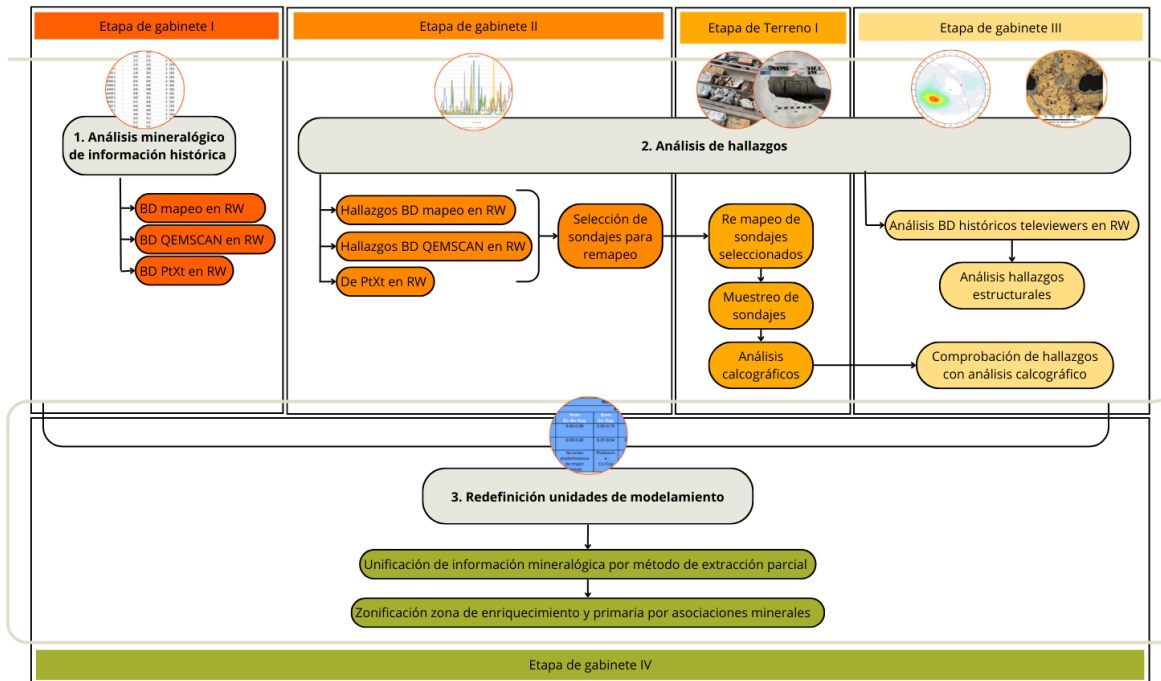 Etapa de gabinete I
Etapa de gabinete II
Etapa de Terreno I
Etapa de gabinete III
1. Análisis mineralógico
de información histórica
BD mapeo en RW
BD QEMSCAN en RW
BD PtXt en RW
2. Análisis de hallazgos
Hallazgos BD mapeo en RW
Hallazgos BD QEMSCAN en RW
De PtXt en RW
Selección de
sondajes para
remapeo
Re mapeo de
sondajes
seleccionados
Muestreo de
sondajes
Análisis
calcográficos
Análisis BD históricos televiewers en RW
Análisis hallazgos
estructurales
Comprobación de hallazgos
con análisis calcográfico
3. Redefinición unidades de modelamiento
Unificación de información mineralógica por método de extracción parcial
Zonificación zona de enriquecimiento y primaria por asociaciones minerales
Etapa de gabinete IV